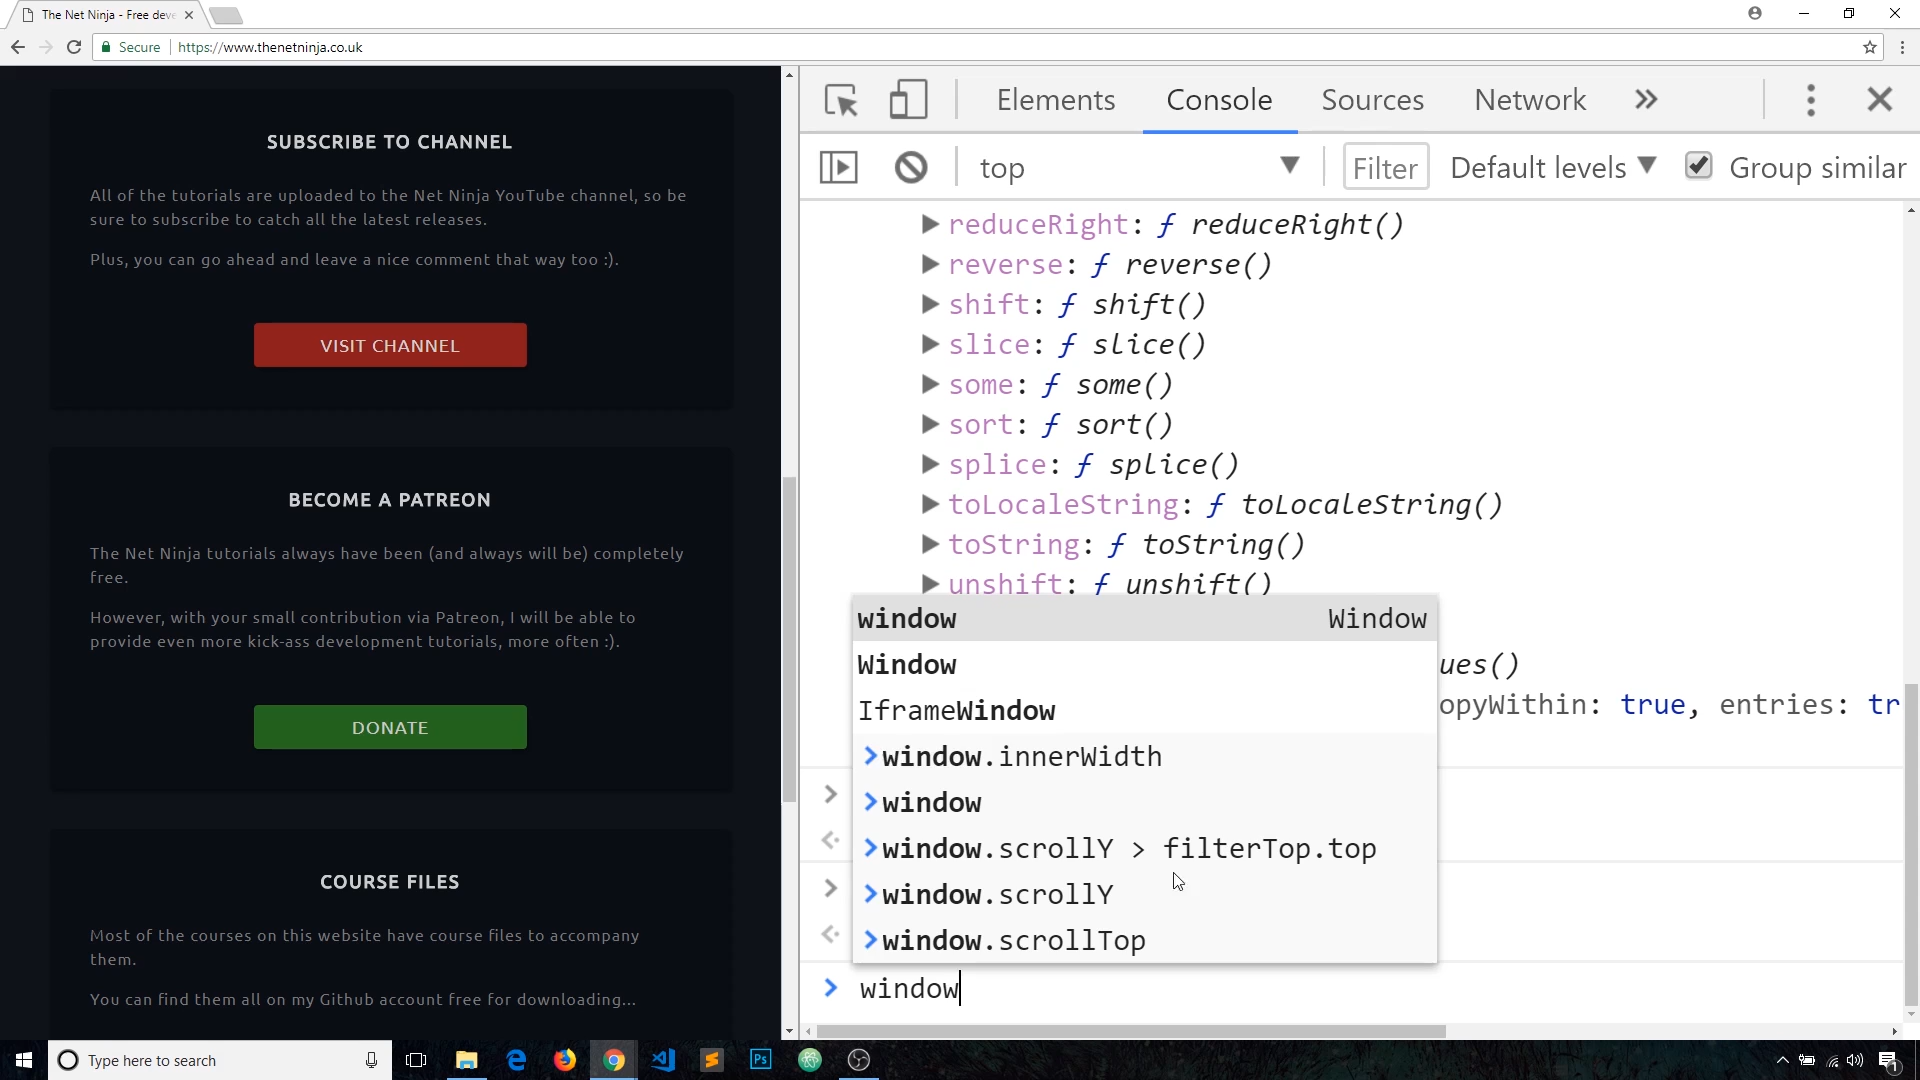 The Net Ninja - Free deve
Secure
https://www.thenetninja.co.uk
SUBSCRIBE TO CHANNEL
All of the tutorials are uploaded to the Net Ninja YouTube channel, so be
sure to subscribe to catch all the latest releases.
Plus, you can go ahead and leave a nice comment that way too :).
VISIT CHANNEL
BECOME A PATREON
The Net Ninja tutorials always have been (and always will be) completely
free.
However, with your small contribution via Patreon, I will be able to
provide even more kick-ass development tutorials, more often :).
DONATE
COURSE FILES
Most of the courses on this website have course files to accompany
them.
You can find them all on my Github account free for downloading...
Elements Console Sources Network
top Filter Default levels Group similar
reduceRight: ƒ reduceRight()
reverse: ƒ reverse()
shift: ƒ shift()
slice: ƒ slice()
some: ƒ some()
sort: ƒ sort()
splice: ƒ splice()
toLocaleString: ƒ toLocaleString()
toString: ƒ toString()
unshift: ƒ unshift()
window Window
Window
ues()
IframeWindow
opyWithin: true, entries: tr
window.innerWidth
window
window.scrollY > filterTop.top
window.scrollY
window.scrollTop
window
Type here to search
Ps
1